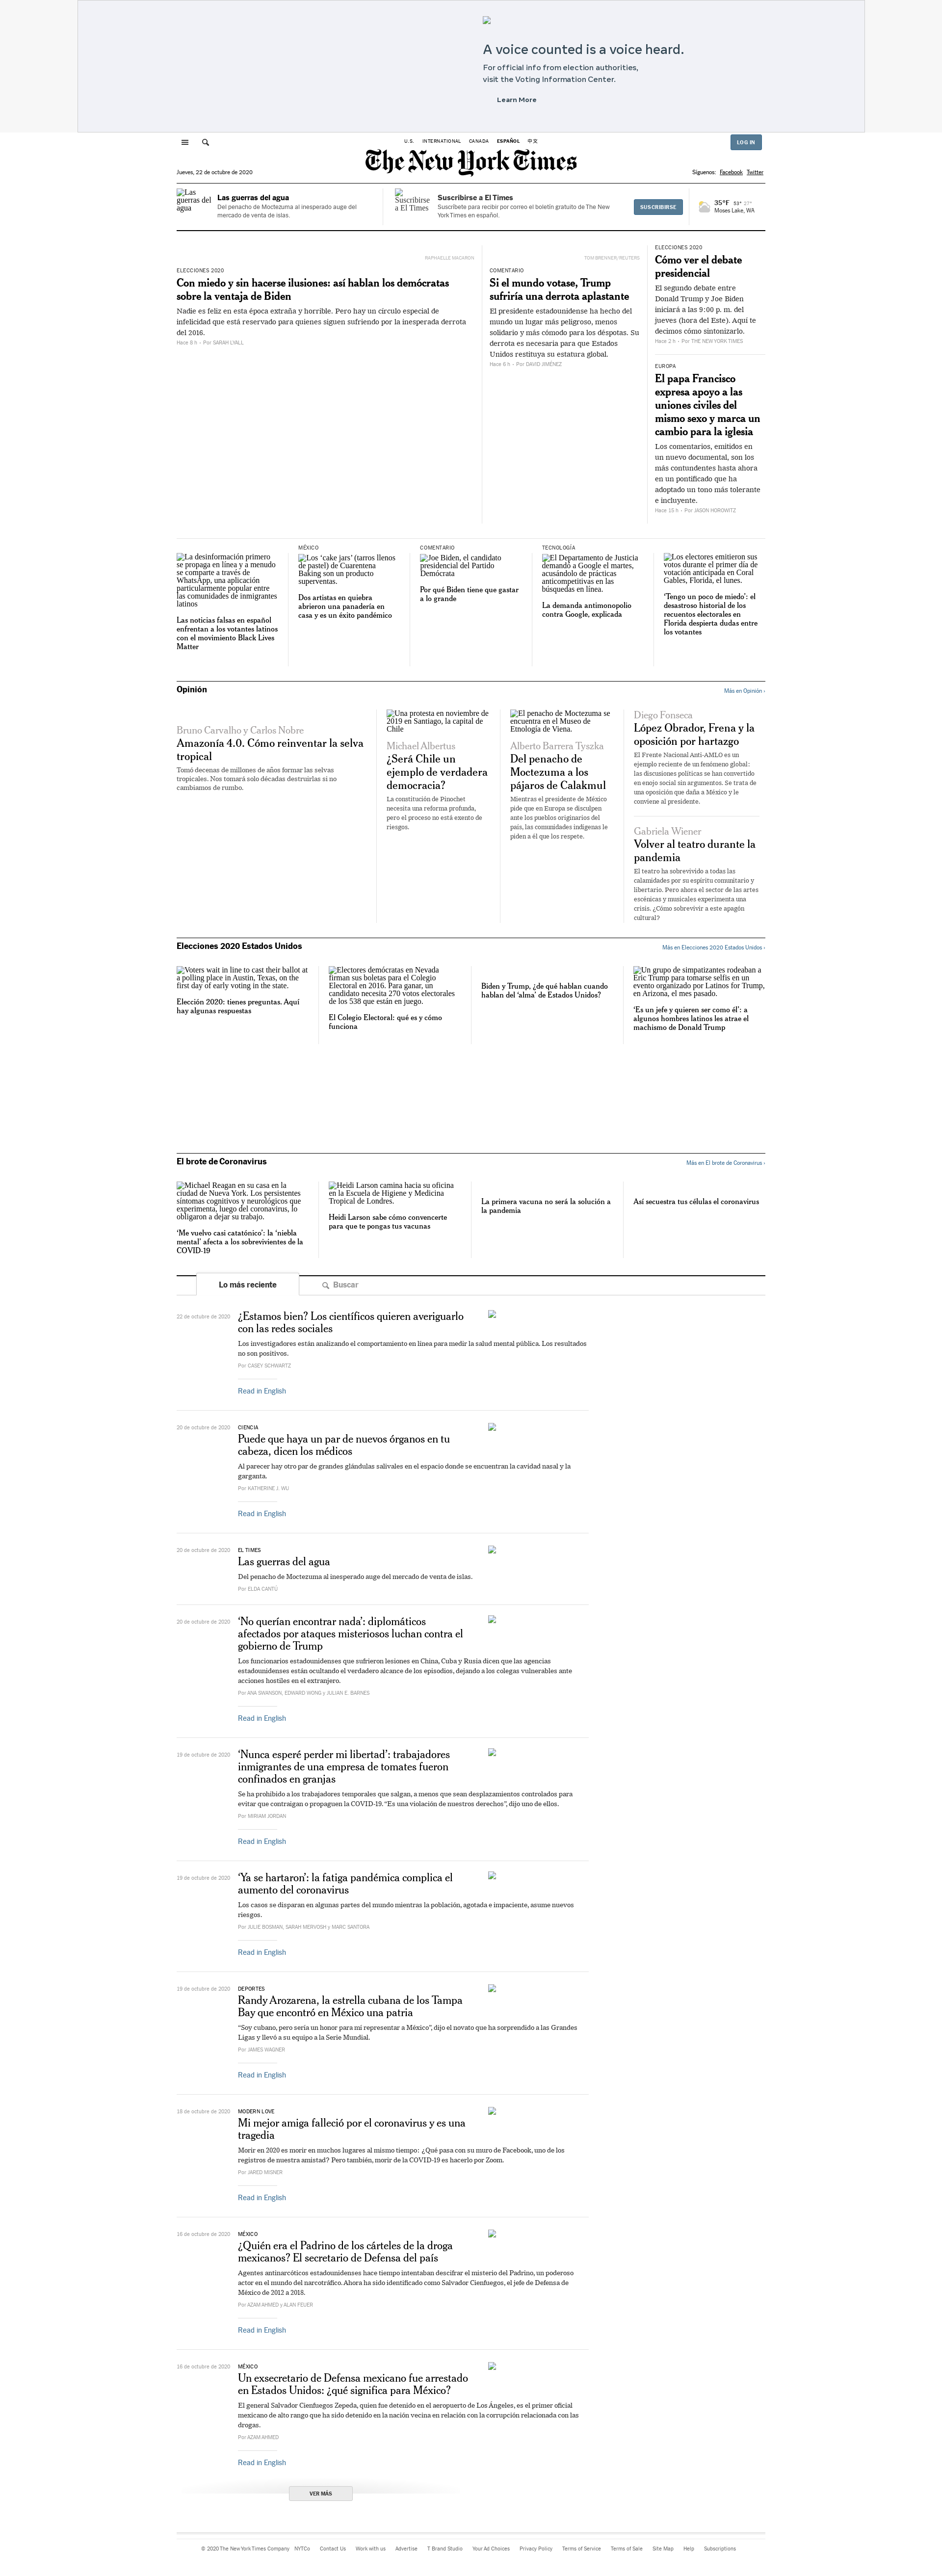 A voice counted is a voice heard.
For official info from election authorities,
visit the Voting Information Center.
Learn More
U.S. INTERNATIONAL CANADA ESPAÑOL 中文
LOG IN
The New York Times
Jueves, 22 de octubre de 2020
Síguenos: Facebook Twitter
Las guerras del agua
Las guerras del agua
Del penacho de Moctezuma al inesperado auge del
mercado de venta de islas.
Suscribirse a El Times
Suscribirse a El Times
Suscríbete para recibir por correo el boletín gratuito de The New
York Times en español.
SUSCRIBIRSE
35°F 53° 27°
Moses Lake, WA
RAPHAELLE MACARON
ELECCIONES 2020
Con miedo y sin hacerse ilusiones: así hablan los demócratas
sobre la ventaja de Biden
Nadie es feliz en esta época extraña y horrible. Pero hay un círculo especial de
infelicidad que está reservado para quienes siguen sufriendo por la inesperada derrota
del 2016.
Hace 6 h - Por SARAH LYALL
TOM BRENNER/REUTERS
COMENTARIO
Si el mundo votase, Trump
sufriría una derrota aplastante
El presidente estadounidense ha hecho del
mundo un lugar más peligroso, menos
solidario y más cómodo para los déspotas. Su
derrota es necesaria para que Estados
Unidos restituya su estatura global.
Hace 6 h - Por DAVID JIMÉNEZ
ELECCIONES 2020
Cómo ver el debate
presidencial
El segundo debate entre
Donald Trump y Joe Biden
iniciará a las 9:00 p. m. del
jueves (hora del Este). Aquí te
decimos cómo sintonizarlo.
Hace 2 h - Por THE NEW YORK TIMES
EUROPA
El papa Francisco
expresa apoyo a las
uniones civiles del
mismo sexo y marca un
cambio para la iglesia
Los comentarios, emitidos en
un nuevo documental, son los
más contundentes hasta ahora
en un pontificado que ha
adoptado un tono más tolerante
e incluyente.
Hace 15 h - Por JASON HOROWITZ
La desinformación primero
se propaga en línea y a menudo
se comparte a través de
WhatsApp, una aplicación
particularmente popular entre
las comunidades de inmigrantes
latinos
Las noticias falsas en español
enfrentan a los votantes latinos
con el movimiento Black Lives
Matter
MÉXICO
Los ‘cake jars’ (tarros llenos
de pastel) de Cuarentena
Baking son un producto
superventas.
Dos artistas en quiebra
abrieron una panadería en
casa y es un éxito pandémico
COMENTARIO
Joe Biden, el candidato
presidencial del Partido
Demócrata
Por qué Biden tiene que gastar
a lo grande
TECNOLOGÍA
El Departamento de Justicia
demandó a Google el martes,
acusándolo de prácticas
anticompetitivas en las
búsquedas en línea.
La demanda antimonopolio
contra Google, explicada
Los electores emitieron sus
votos durante el primer día de
votación anticipada en Coral
Gables, Florida, el lunes.
‘Tengo un poco de miedo’: el
desastroso historial de los
recuentos electorales en
Florida despierta dudas entre
los votantes
Opinión
Más en Opinión ›
Bruno Carvalho y Carlos Nobre
Amazonía 4.0. Cómo reinventar la selva
tropical
Tomó decenas de millones de años formar las selvas
tropicales. Nos tomará solo décadas destruirlas si no
cambiamos de rumbo.
Una protesta en noviembre de
2019 en Santiago, la capital de
Chile
Michael Albertus
¿Será Chile un
ejemplo de verdadera
democracia?
La constitución de Pinochet
necesita una reforma profunda,
pero el proceso no está exento de
riesgos.
El penacho de Moctezuma se
encuentra en el Museo de
Etnología de Viena.
Alberto Barrera Tyszka
Del penacho de
Moctezuma a los
pájaros de Calakmul
Mientras el presidente de México
pide que en Europa se disculpen
ante los pueblos originarios del
país, las comunidades indígenas le
piden a él que los respete.
Diego Fonseca
López Obrador, Frena y la
oposición por hartazgo
El Frente Nacional Anti-AMLO es un
ejemplo reciente de un fenómeno global:
las discusiones políticas se han convertido
en enojo social sin argumentos. Se trata de
una oposición que daña a México y le
conviene al presidente.
Gabriela Wiener
Volver al teatro durante la
pandemia
El teatro ha sobrevivido a todas las
calamidades por su espíritu comunitario y
libertario. Pero ahora el sector de las artes
escénicas y musicales experimenta una
crisis. ¿Cómo sobrevivir a este apagón
cultural?
Elecciones 2020 Estados Unidos
Más en Elecciones 2020 Estados Unidos ›
Voters wait in line to cast their ballot at
a polling place in Austin, Texas, on the
first day of early voting in the state.
Elección 2020: tienes preguntas. Aquí
hay algunas respuestas
Electores demócratas en Nevada
firman sus boletas para el Colegio
Electoral en 2016. Para ganar, un
candidato necesita 270 votos electorales
de los 538 que están en juego.
El Colegio Electoral: qué es y cómo
funciona
Biden y Trump, ¿de qué hablan cuando
hablan del ‘alma’ de Estados Unidos?
Un grupo de simpatizantes rodeaban a
Eric Trump para tomarse selfis en un
evento organizado por Latinos for Trump,
en Arizona, el mes pasado.
‘Es un jefe y quieren ser como él’: a
algunos hombres latinos les atrae el
machismo de Donald Trump
El brote de Coronavirus
Más en El brote de Coronavirus ›
Michael Reagan en su casa en la
ciudad de Nueva York. Los persistentes
síntomas cognitivos y neurológicos que
experimenta, luego del coronavirus, lo
obligaron a dejar su trabajo.
‘Me vuelvo casi catatónico’: la ‘niebla
mental’ afecta a los sobrevivientes de la
COVID-19
Heidi Larson camina hacia su oficina
en la Escuela de Higiene y Medicina
Tropical de Londres.
Heidi Larson sabe cómo convencerte
para que te pongas tus vacunas
La primera vacuna no será la solución a
la pandemia
Así secuestra tus células el coronavirus
Lo más reciente
Buscar
22 de octubre de 2020
¿Estamos bien? Los científicos quieren averiguarlo
con las redes sociales
Los investigadores están analizando el comportamiento en línea para medir la salud mental pública. Los resultados
no son positivos.
Por CASEY SCHWARTZ
Read in English
20 de octubre de 2020
CIENCIA
Puede que haya un par de nuevos órganos en tu
cabeza, dicen los médicos
Al parecer hay otro par de grandes glándulas salivales en el espacio donde se encuentran la cavidad nasal y la
garganta.
Por KATHERINE J. WU
Read in English
20 de octubre de 2020
EL TIMES
Las guerras del agua
Del penacho de Moctezuma al inesperado auge del mercado de venta de islas.
Por ELDA CANTÚ
20 de octubre de 2020
‘No querían encontrar nada’: diplomáticos
afectados por ataques misteriosos luchan contra el
gobierno de Trump
Los funcionarios estadounidenses que sufrieron lesiones en China, Cuba y Rusia dicen que las agencias
estadounidenses están ocultando el verdadero alcance de los episodios, dejando a los colegas vulnerables ante
acciones hostiles en el extranjero.
Por ANA SWANSON, EDWARD WONG y JULIAN E. BARNES
Read in English
19 de octubre de 2020
‘Nunca esperé perder mi libertad’: trabajadores
inmigrantes de una empresa de tomates fueron
confinados en granjas
Se ha prohibido a los trabajadores temporales que salgan, a menos que sean desplazamientos controlados para
evitar que contraigan o propaguen la COVID-19. “Es una violación de nuestros derechos”, dijo uno de ellos.
Por MIRIAM JORDAN
Read in English
19 de octubre de 2020
‘Ya se hartaron’: la fatiga pandémica complica el
aumento del coronavirus
Los casos se disparan en algunas partes del mundo mientras la población, agotada e impaciente, asume nuevos
riesgos.
Por JULIE BOSMAN, SARAH MERVOSH y MARC SANTORA
Read in English
19 de octubre de 2020
DEPORTES
Randy Arozarena, la estrella cubana de los Tampa
Bay que encontró en México una patria
“Soy cubano, pero sería un honor para mí representar a México”, dijo el novato que ha sorprendido a las Grandes
Ligas y llevó a su equipo a la Serie Mundial.
Por JAMES WAGNER
Read in English
18 de octubre de 2020
MODERN LOVE
Mi mejor amiga falleció por el coronavirus y es una
tragedia
Morir en 2020 es morir en muchos lugares al mismo tiempo: ¿Qué pasa con su muro de Facebook, uno de los
registros de nuestra amistad? Pero también, morir de la COVID-19 es hacerlo por Zoom.
Por JARED MISNER
Read in English
16 de octubre de 2020
MÉXICO
¿Quién era el Padrino de los cárteles de la droga
mexicanos? El secretario de Defensa del país
Agentes antinarcóticos estadounidenses hace tiempo intentaban descifrar el misterio del Padrino, un poderoso
actor en el mundo del narcotráfico. Ahora ha sido identificado como Salvador Cienfuegos, el jefe de Defensa de
México de 2012 a 2018.
Por AZAM AHMED y ALAN FEUER
Read in English
16 de octubre de 2020
MÉXICO
Un exsecretario de Defensa mexicano fue arrestado
en Estados Unidos: ¿qué significa para México?
El general Salvador Cienfuegos Zepeda, quien fue detenido en el aeropuerto de Los Ángeles, es el primer oficial
mexicano de alto rango que ha sido detenido en la nación vecina en relación con la corrupción relacionada con las
drogas.
Por AZAM AHMED
Read in English
VER MÁS
© 2020 The New York Times Company NYTCo Contact Us Work with us Advertise T Brand Studio Your Ad Choices Privacy Policy Terms of Service Terms of Sale Site Map Help Subscriptions